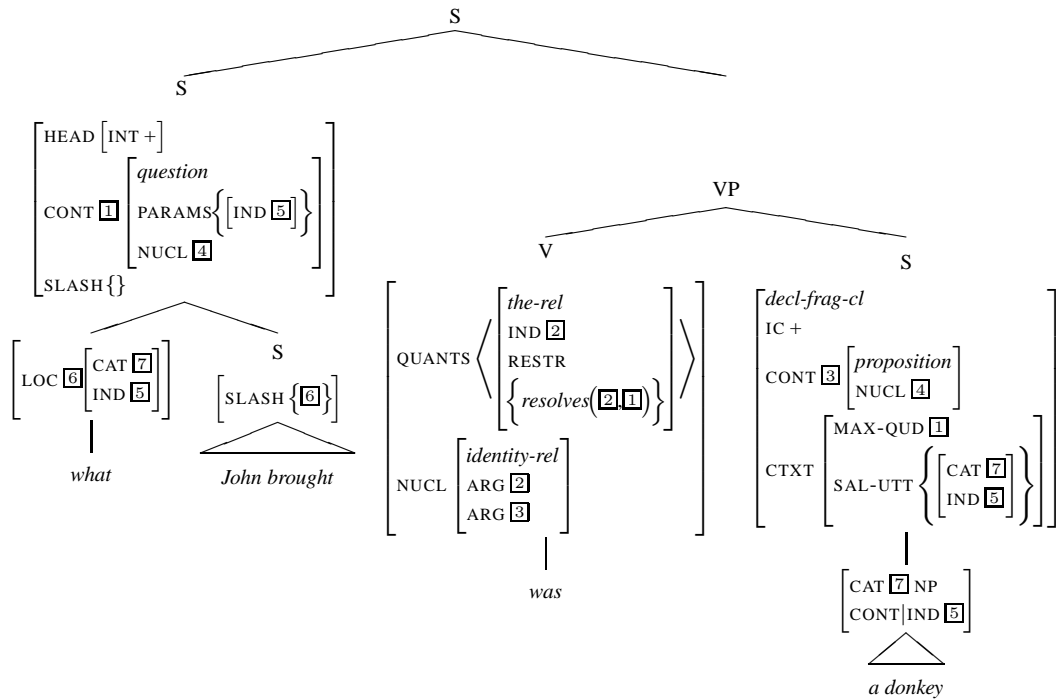 S
S
[HEAD [INT +]
CONT 1 [question
PARAMS {[IND 5]}
NUCL 4]
SLASH {}]
VP
V
S
[QUANTS ⟨[the-rel
IND 2
RESTR
{resolves(2,1)}]⟩
NUCL [identity-rel
ARG 2
ARG 3]]
[decl-frag-cl
IC +
CONT 3 [proposition
NUCL 4]
CTXT [MAX-QUD 1
SAL-UTT {[CAT 7
IND 5]}]]
[LOC 6 [CAT 7
IND 5]]
S
[SLASH {6}]
what
John brought
was
[CAT 7 NP
CONT|IND 5]
a donkey